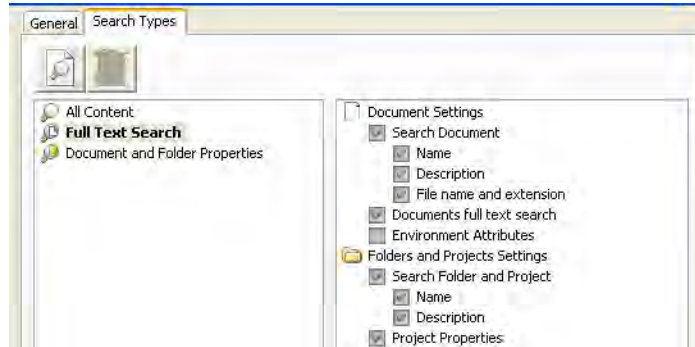 General Search Types
All Content
Full Text Search
Document and Folder Properties
Document Settings
Search Document
Name
Description
File name and extension
Documents full text search
Environment Attributes
Folders and Projects Settings
Search Folder and Project
Name
Description
Project Properties